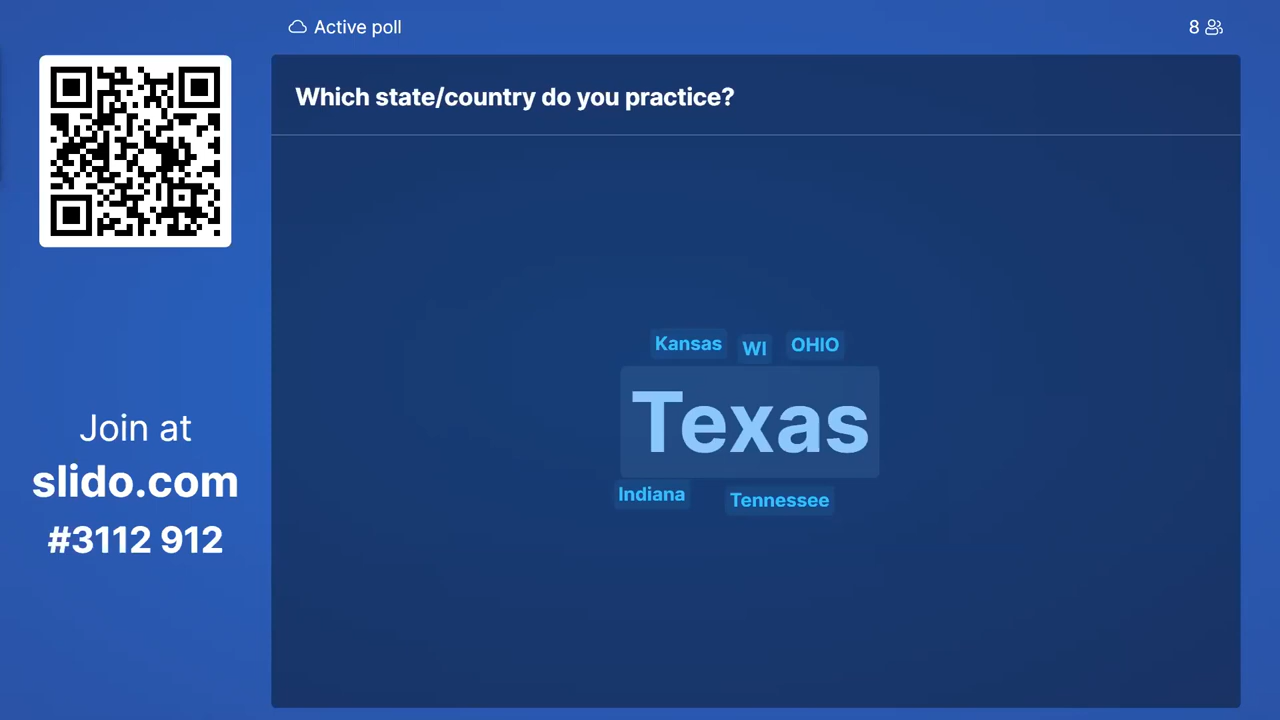 Active poll
8
Which state/country do you practice?
Kansas WI OHIO
Texas
Indiana Tennessee
Join at
slido.com
#3112 912